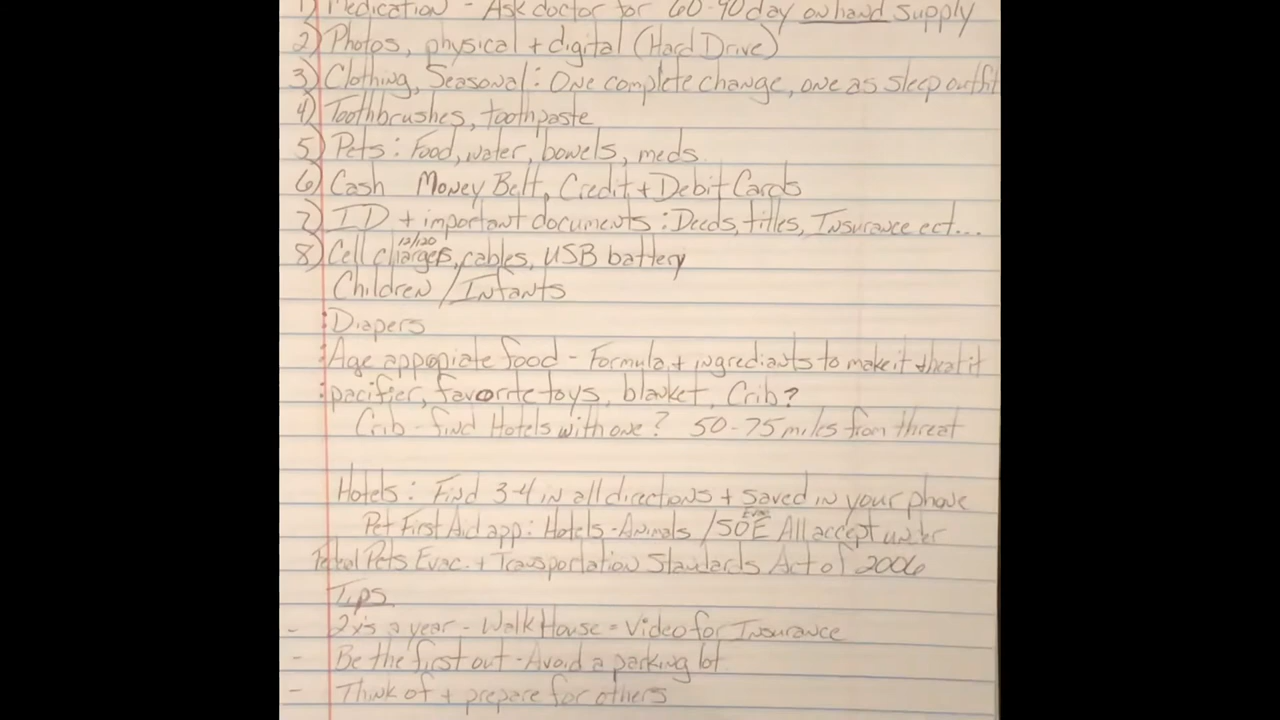 1) Medication - Ask doctor for 60-90 day on hand supply
2) Photos, physical + digital (Hard Drive)
3) Clothing, Seasonal: One complete change, one as sleep outfit
4) Toothbrushes, toothpaste
5) Pets: Food, water, bowels, meds
6) Cash Money Belt, Credit + Debit Cards
7) ID + important documents: Deeds, titles, Insurance ect...
12/120
8) Cell chargers, cables, USB battery
Children/Infants
: Diapers
: Age appropiate food - Formula + ingrediants to make it + heat it
: pacifier, favorite toys, blanket, Crib?
Crib - find Hotels with one? 50-75 miles from threat
Hotels: Find 3-4 in all directions + saved in your phone
Evac
Pet First Aid app: Hotels - Animals / SOE All accept under
Federal Pets Evac. + Transportation Standards Act of 2006
Tips
- 2x's a year - Walk House = Video for Insurance
- Be the first out - Avoid a parking lot
- Think of + prepare for others